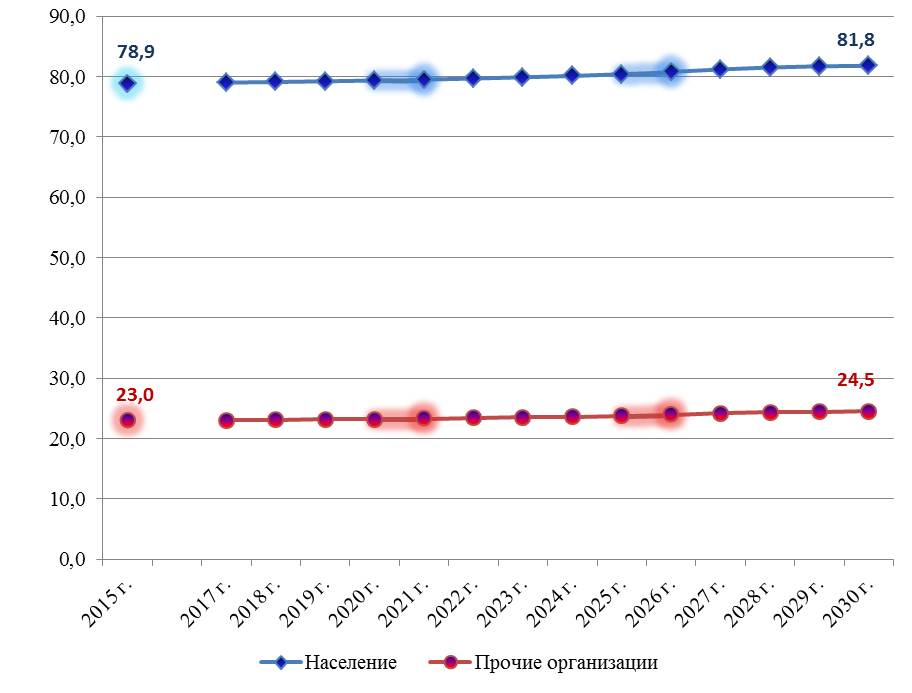 90,0
80,0
70,0
60,0
50,0
40,0
30,0
20,0
10,0
0,0
78,9
81,8
23,0
24,5
2015 г.
2017 г.
2018 г.
2019 г.
2020 г.
2021 г.
2022 г.
2023 г.
2024 г.
2025 г.
2026 г.
2027 г.
2028 г.
2029 г.
2030 г.
Население
Прочие организации